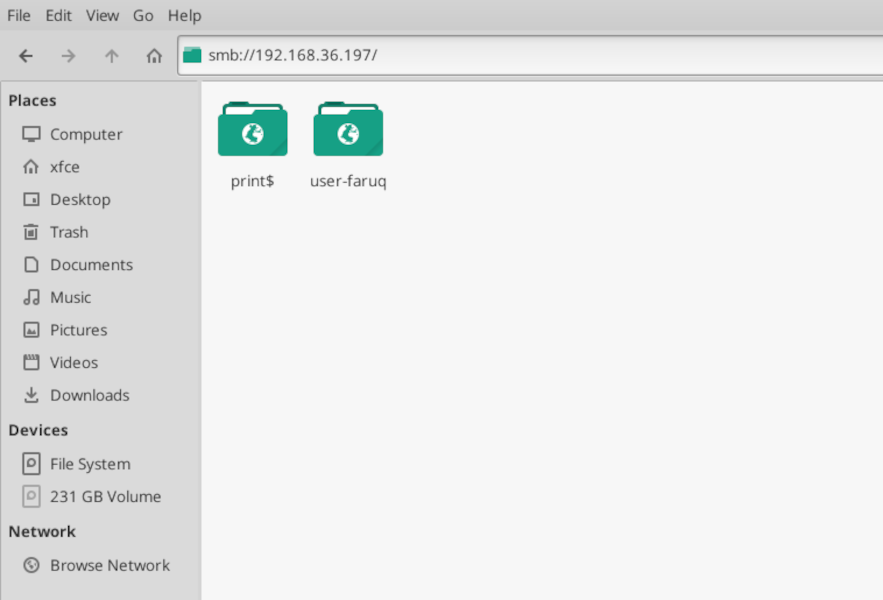 File Edit View Go Help
smb://192.168.36.197/
Places
Computer
xfce
Desktop
Trash
Documents
Music
Pictures
Videos
Downloads
Devices
File System
231 GB Volume
Network
Browse Network
print$ user-faruq